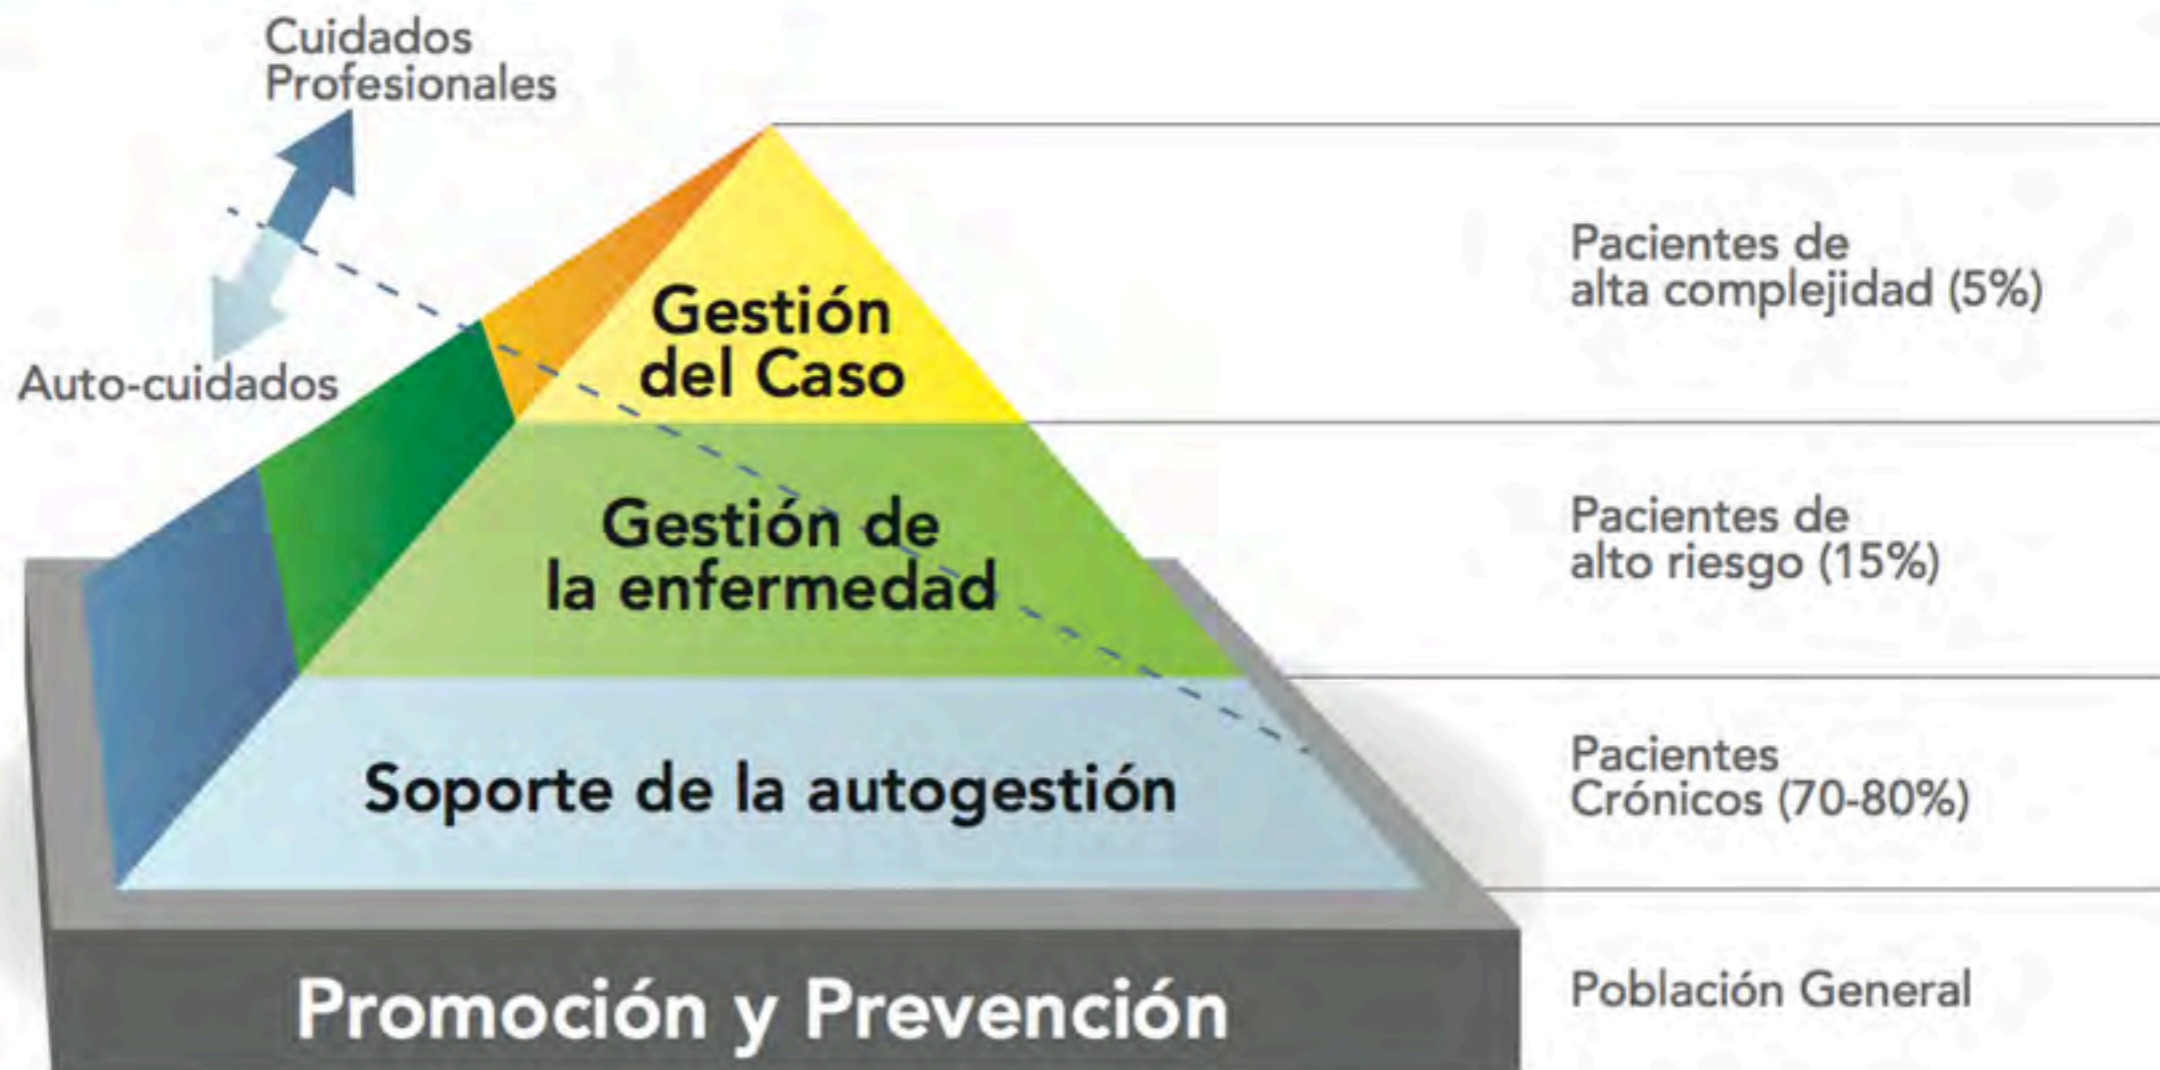 Cuidados
Profesionales
Auto-cuidados
Gestión
del Caso
Pacientes de
alta complejidad (5%)
Gestión de
la enfermedad
Pacientes de
alto riesgo (15%)
Soporte de la autogestión
Pacientes
Crónicos (70-80%)
Promoción y Prevención
Población General